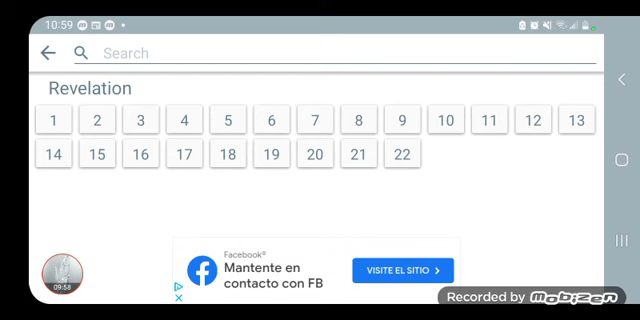 10:59
Search
Revelation
1 2 3 4 5 6 7 8 9 10 11 12 13
14 15 16 17 18 19 20 21 22
Facebook®
Mantente en
contacto con FB
VISITE EL SITIO
09:58
Recorded by mobizen